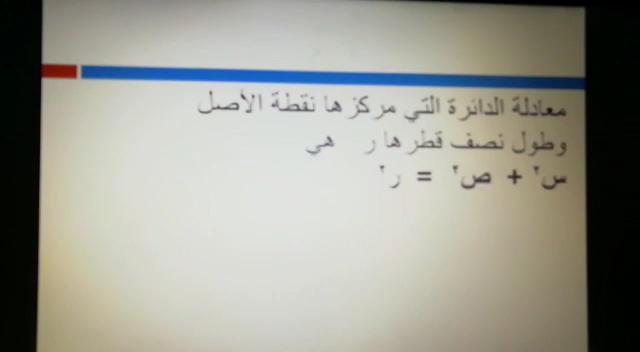 معادلة الدائرة التي مركزها نقطة الأصل
وطول نصف قطرها ر هي
س٢ + ص٢ = ر٢